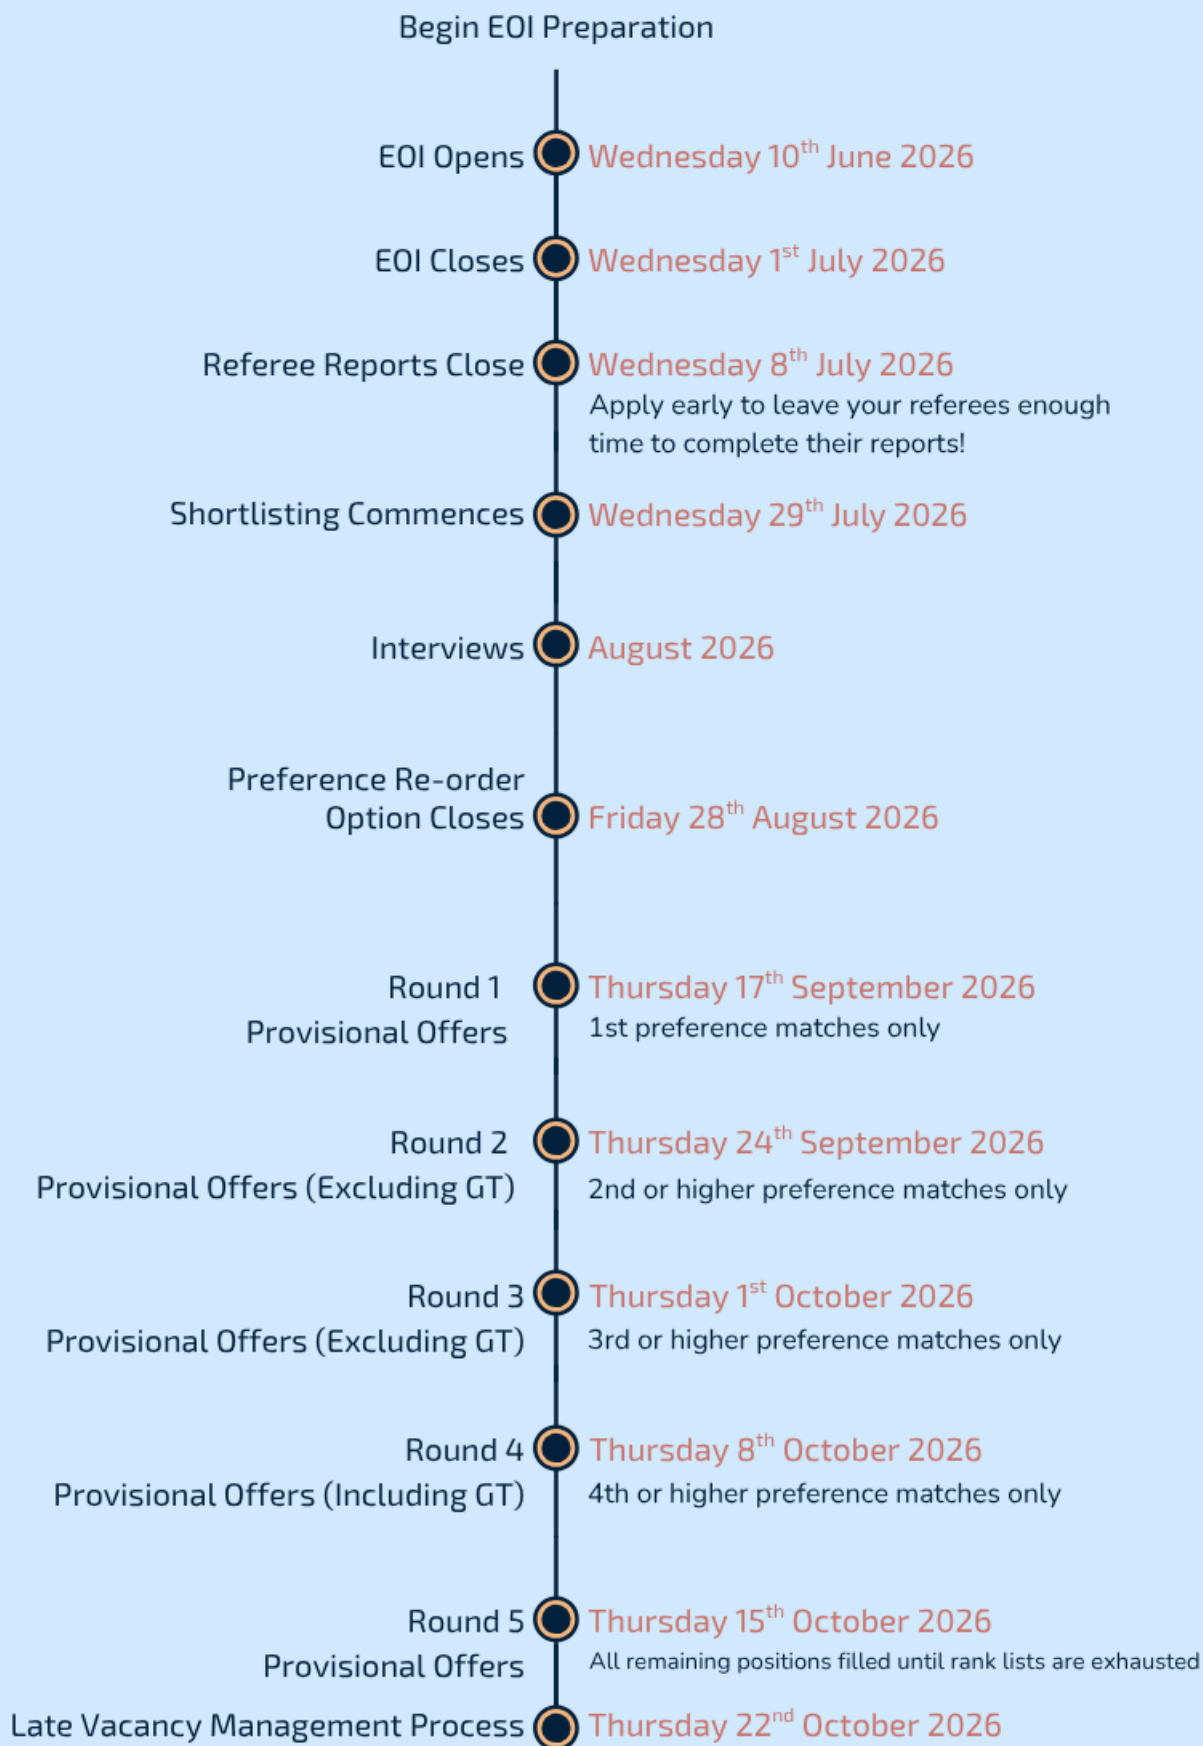 Begin EOI Preparation
EOI Opens Wednesday 10th June 2026
EOI Closes Wednesday 1st July 2026
Referee Reports Close Wednesday 8th July 2026
Apply early to leave your referees enough
time to complete their reports!
Shortlisting Commences Wednesday 29th July 2026
Interviews August 2026
Preference Re-order
Option Closes Friday 28th August 2026
Round 1 Thursday 17th September 2026
Provisional Offers 1st preference matches only
Round 2 Thursday 24th September 2026
Provisional Offers (Excluding GT) 2nd or higher preference matches only
Round 3 Thursday 1st October 2026
Provisional Offers (Excluding GT) 3rd or higher preference matches only
Round 4 Thursday 8th October 2026
Provisional Offers (Including GT) 4th or higher preference matches only
Round 5 Thursday 15th October 2026
Provisional Offers All remaining positions filled until rank lists are exhausted
Late Vacancy Management Process Thursday 22nd October 2026